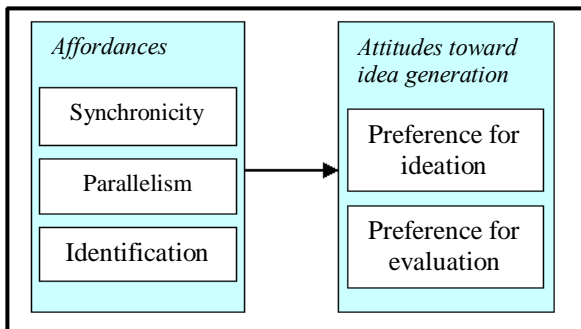 Affordances
Synchronicity
Parallelism
Identification
Attitudes toward
idea generation
Preference for
ideation
Preference for
evaluation